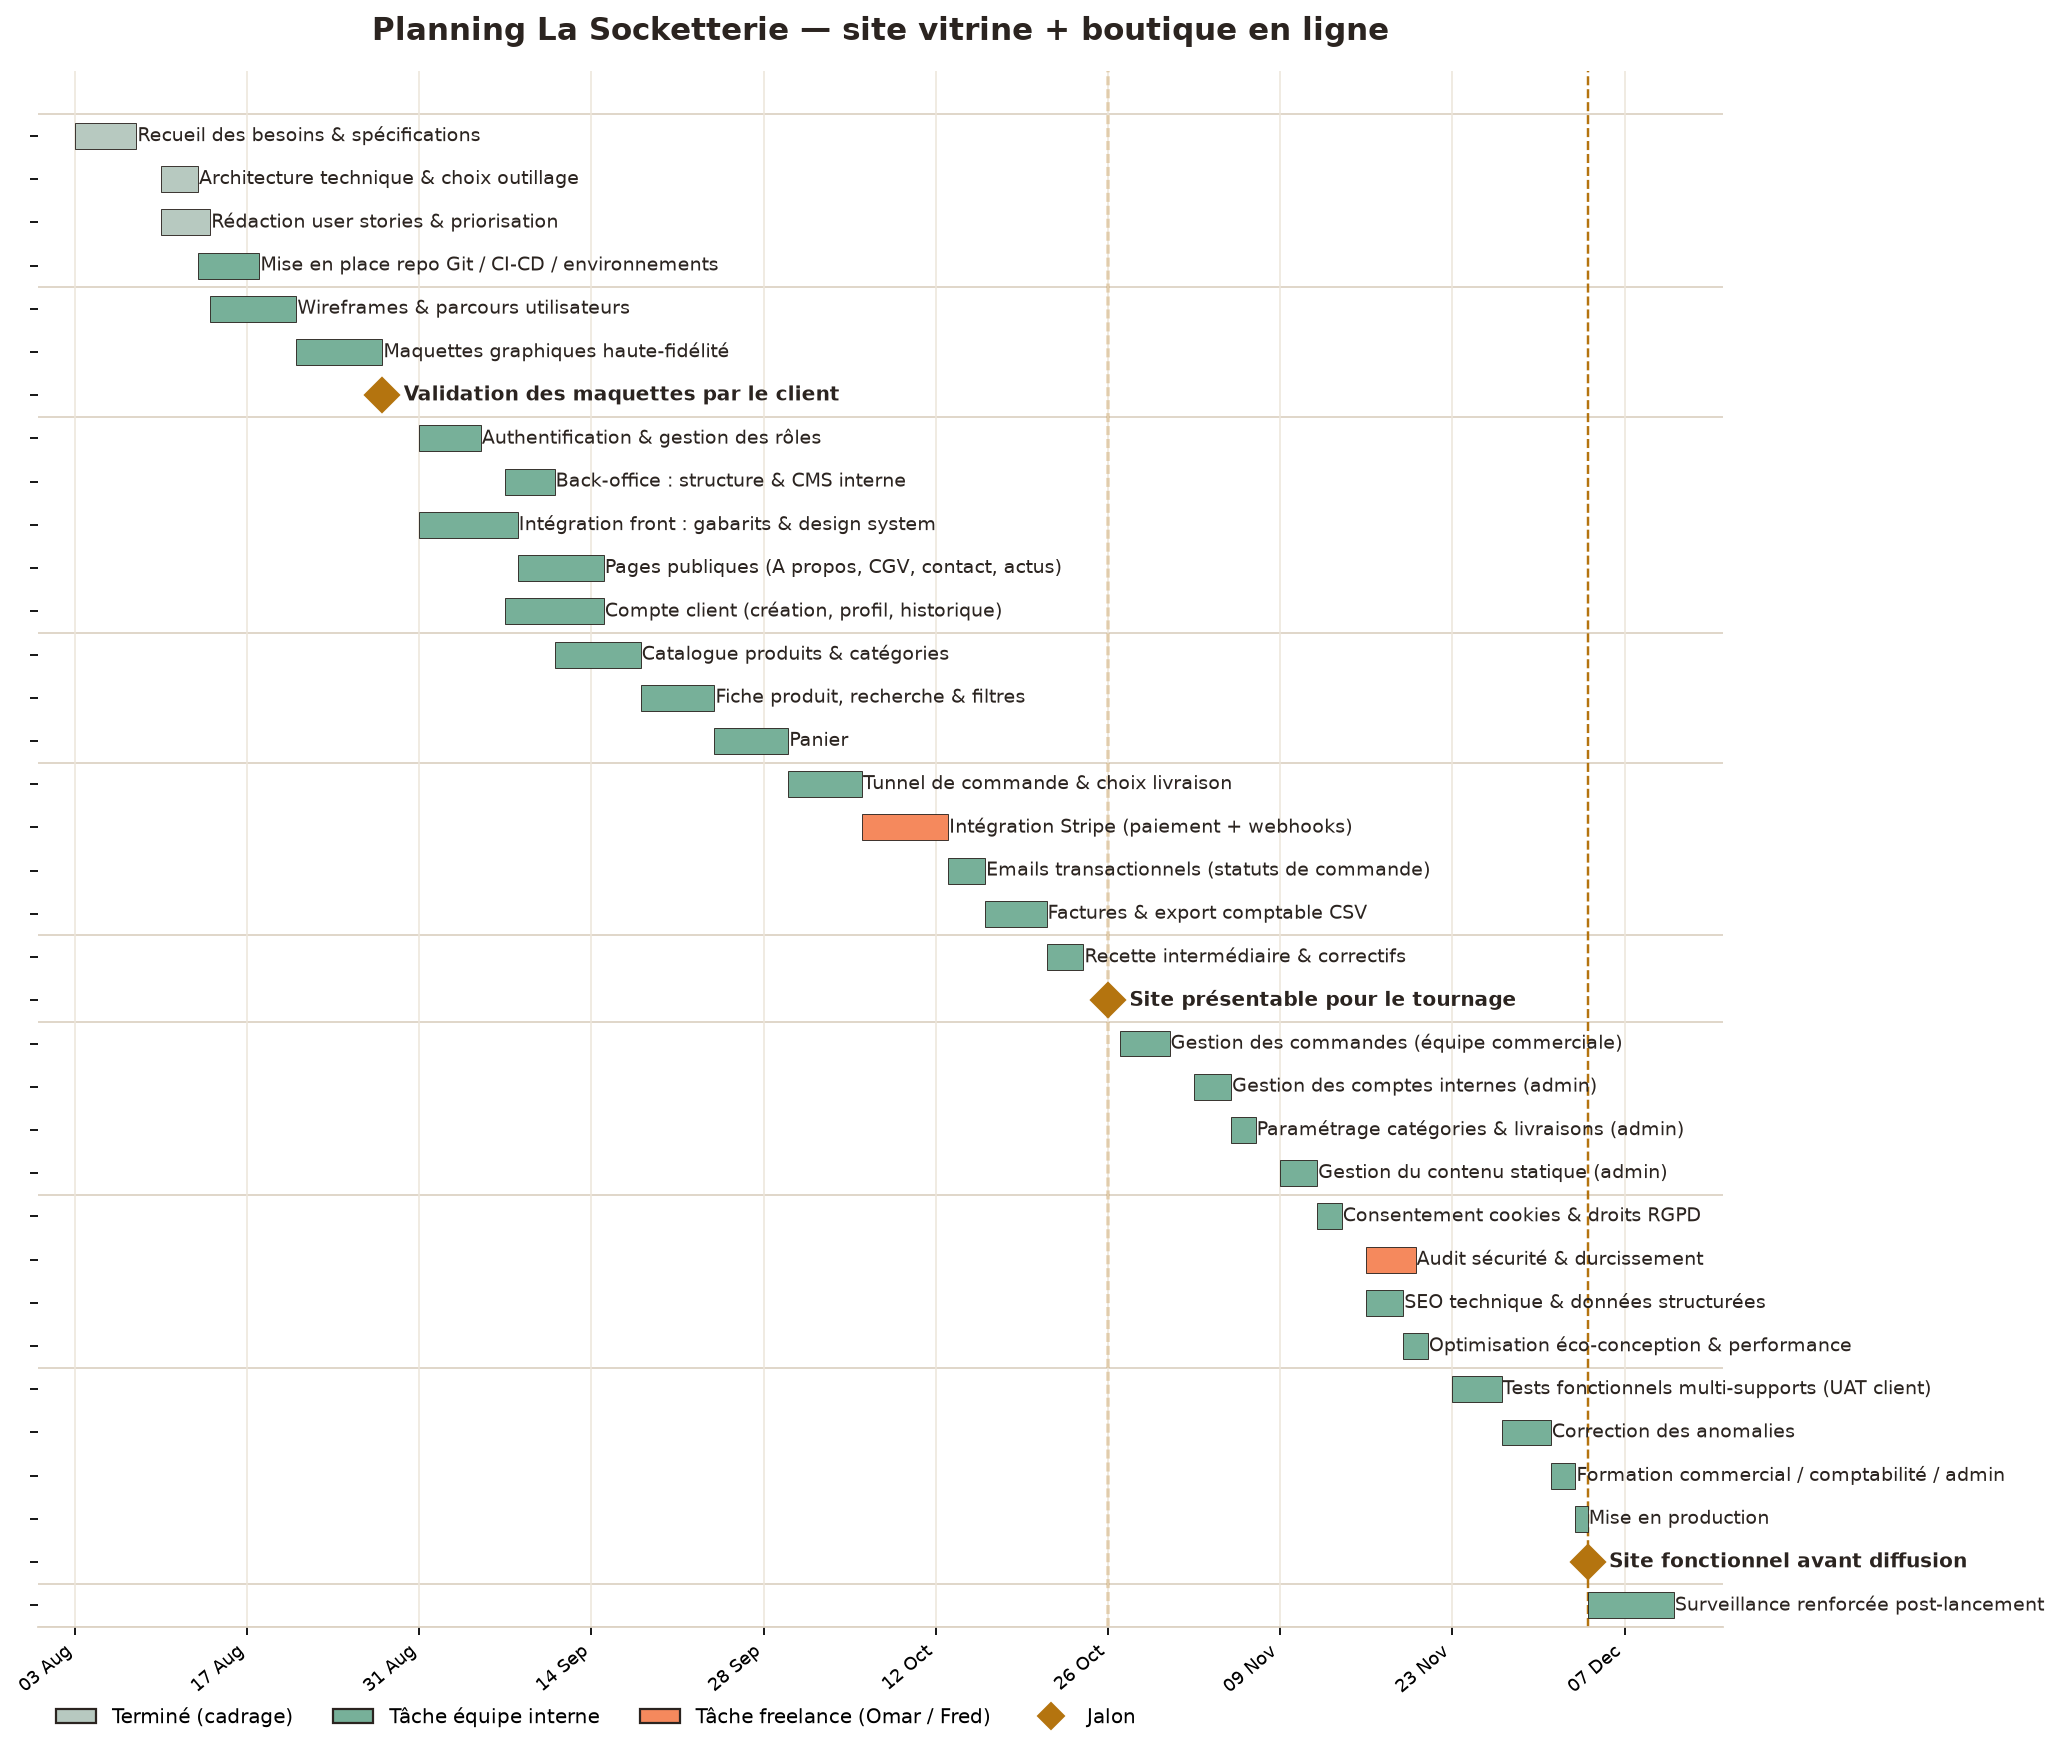 Planning La Socketterie — site vitrine + boutique en ligne
Recueil des besoins & spécifications
Architecture technique & choix outillage
Rédaction user stories & priorisation
Mise en place repo Git / CI-CD / environnements
Wireframes & parcours utilisateurs
Maquettes graphiques haute-fidélité
Validation des maquettes par le client
Authentification & gestion des rôles
Back-office : structure & CMS interne
Intégration front : gabarits & design system
Pages publiques (A propos, CGV, contact, actus)
Compte client (création, profil, historique)
Catalogue produits & catégories
Fiche produit, recherche & filtres
Panier
Tunnel de commande & choix livraison
Intégration Stripe (paiement + webhooks)
Emails transactionnels (statuts de commande)
Factures & export comptable CSV
Recette intermédiaire & correctifs
Site présentable pour le tournage
Gestion des commandes (équipe commerciale)
Gestion des comptes internes (admin)
Paramétrage catégories & livraisons (admin)
Gestion du contenu statique (admin)
Consentement cookies & droits RGPD
Audit sécurité & durcissement
SEO technique & données structurées
Optimisation éco-conception & performance
Tests fonctionnels multi-supports (UAT client)
Correction des anomalies
Formation commercial / comptabilité / admin
Mise en production
Site fonctionnel avant diffusion
Surveillance renforcée post-lancement
03 Aug
17 Aug
31 Aug
14 Sep
28 Sep
12 Oct
26 Oct
09 Nov
23 Nov
07 Dec
Terminé (cadrage)
Tâche équipe interne
Tâche freelance (Omar / Fred)
Jalon